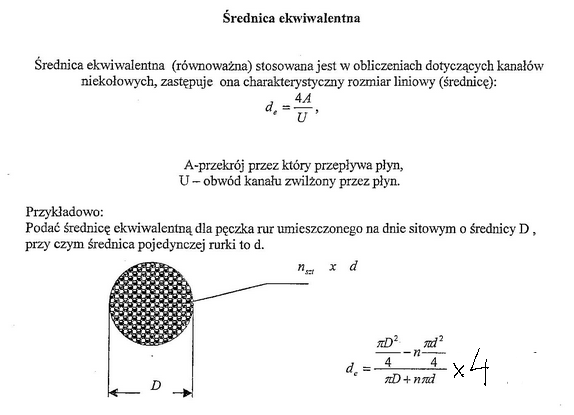 Średnica ekwiwalentna
Średnica ekwiwalentna (równoważna) stosowana jest w obliczeniach dotyczących kanałów
niekołowych, zastępuje ona charakterystyczny rozmiar liniowy (średnicę):
d_e = 4A/U,
A-przekrój przez który przepływa płyn,
U – obwód kanału zwilżony przez płyn.
Przykładowo:
Podać średnicę ekwiwalentną dla pęczka rur umieszczonego na dnie sitowym o średnicy D ,
przy czym średnica pojedynczej rurki to d.
n_szt x d
D
d_e = (πD²/4 - n πd²/4)/(πD + nπd) x4